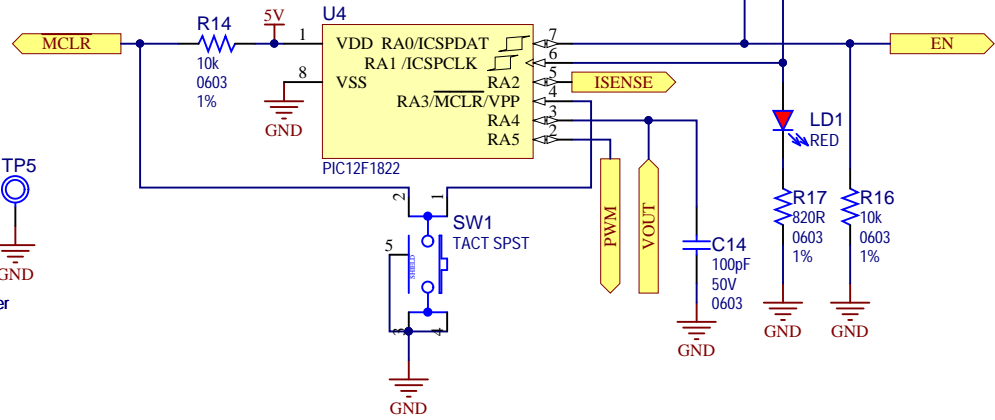 MCLR
R14
10k
0603
1%
5V
U4
1
8
VDD
VSS
RA0/ICSPDAT
RA1 /ICSPCLK
RA2
RA3/MCLR/VPP
RA4
RA5
7
6
5
4
3
2
PIC12F1822
GND
EN
ISENSE
PWM
VOUT
LD1
RED
R17
820R
0603
1%
GND
R16
10k
0603
1%
GND
C14
100pF
50V
0603
GND
TP5
GND
er
2
1
SW1
TACT SPST
5
SHIELD
3
4
GND